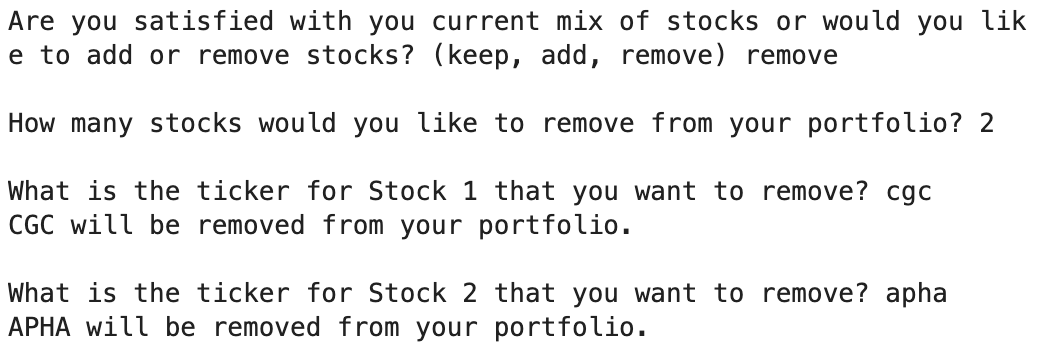 Are you satisfied with you current mix of stocks or would you lik
e to add or remove stocks? (keep, add, remove) remove
How many stocks would you like to remove from your portfolio? 2
What is the ticker for Stock 1 that you want to remove? cgc
CGC will be removed from your portfolio.
What is the ticker for Stock 2 that you want to remove? apha
APHA will be removed from your portfolio.